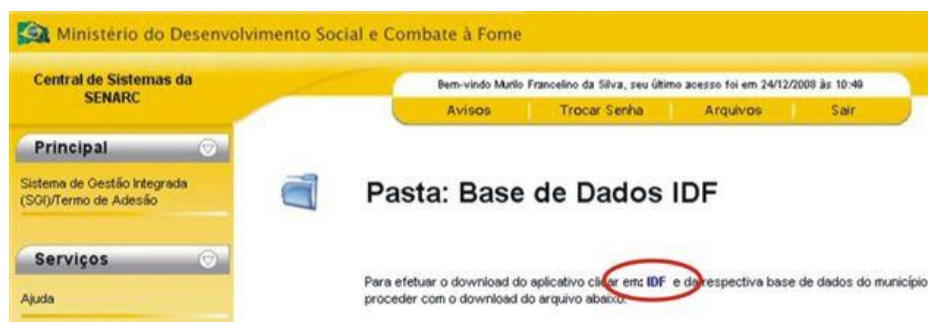 Ministério do Desenvolvimento Social e Combate à Fome
Central de Sistemas da
SENARC
Bem-vindo Murilo Francelino da Silva, seu último acesso foi em 24/12/2008 às 10:49
Avisos Trocar Senha Arquivos Sair
Principal
Sistema de Gestão Integrada
(SGI)/Termo de Adesão
Pasta: Base de Dados IDF
Serviços
Ajuda
Para efetuar o download do aplicativo clicar em: IDF e da respectiva base de dados do município
proceder com o download do arquivo abaixo.